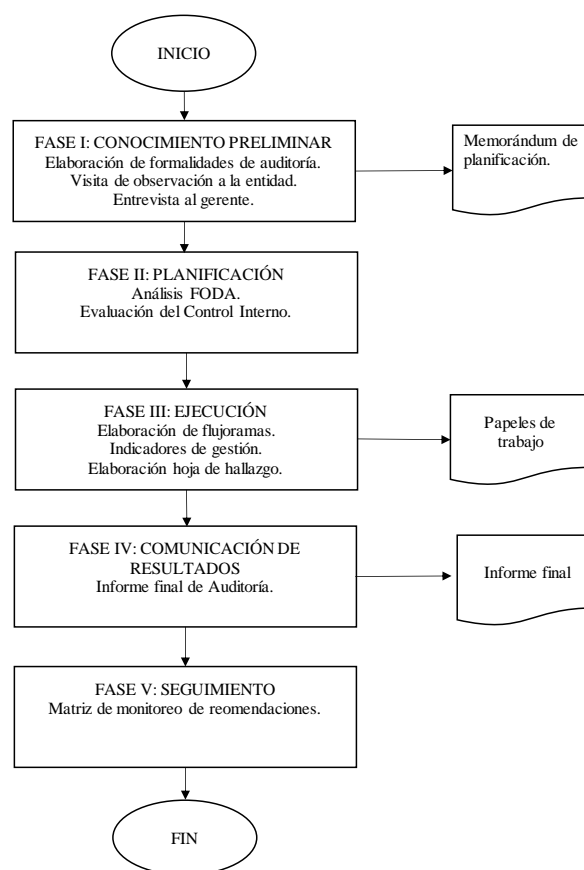 INICIO
FASE I: CONOCIMIENTO PRELIMINAR
Elaboración de formalidades de auditoría.
Visita de observación a la entidad.
Entrevista al gerente.
Memorándum de
planificación.
FASE II: PLANIFICACIÓN
Análisis FODA.
Evaluación del Control Interno.
FASE III: EJECUCIÓN
Elaboración de flujoramas.
Indicadores de gestión.
Elaboración hoja de hallazgo.
Papeles de
trabajo
FASE IV: COMUNICACIÓN DE
RESULTADOS
Informe final de Auditoría.
Informe final
FASE V: SEGUIMIENTO
Matriz de monitoreo de reomendaciones.
FIN